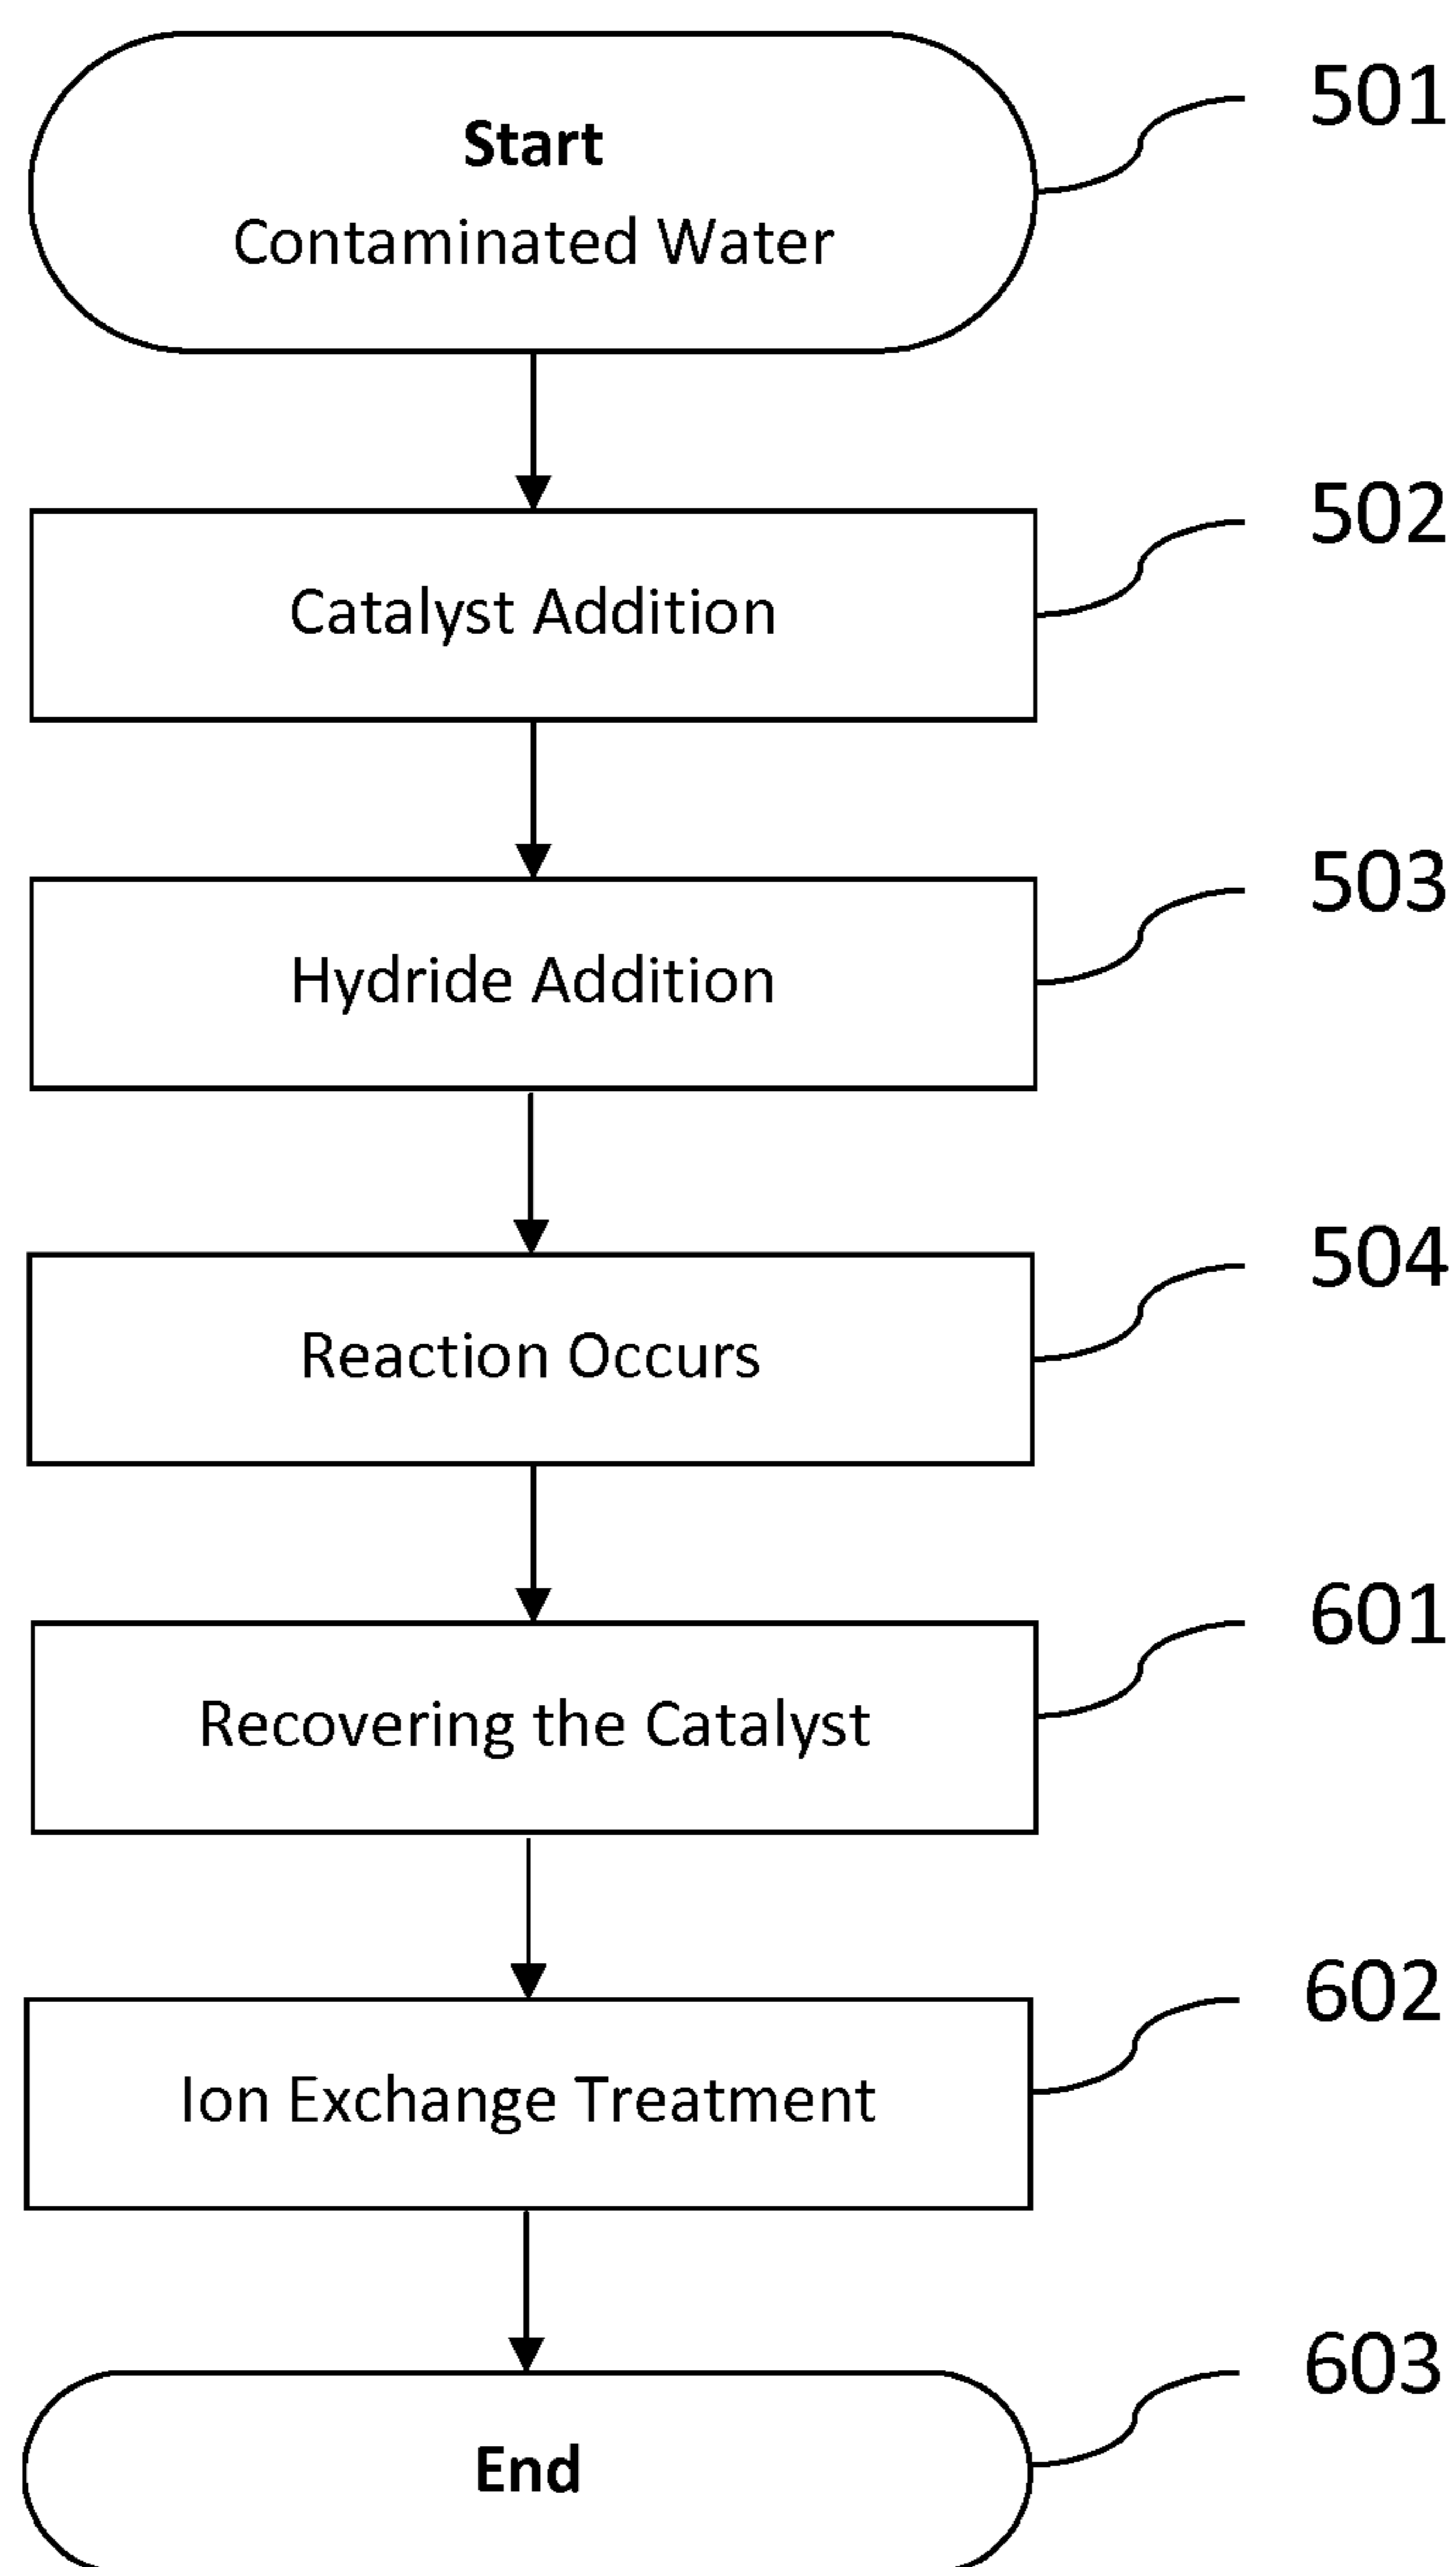 Start
Contaminated Water
501
Catalyst Addition
502
Hydride Addition
503
Reaction Occurs
504
Recovering the Catalyst
601
Ion Exchange Treatment
602
End
603